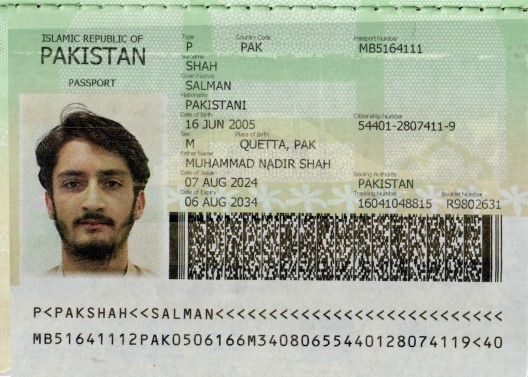 ISLAMIC REPUBLIC OF
PAKISTAN
PASSPORT
Type Country Code Passport Number
P PAK MB5164111
Surname
SHAH
Given Names
SALMAN
Nationality
PAKISTANI
Date of Birth Citizenship Number
16 JUN 2005 54401-2807411-9
Sex Place of Birth
M QUETTA, PAK
Father Name
MUHAMMAD NADIR SHAH
Date of Issue Issuing Authority
07 AUG 2024 PAKISTAN
Date of Expiry Tracking Number Booklet Number
06 AUG 2034 16041048815 R9802631
P<PAKSHAH<<SALMAN<<<<<<<<<<<<<<<<<<<<<<<<<<<
MB51641112PAK0506166M34080655440128074119<40